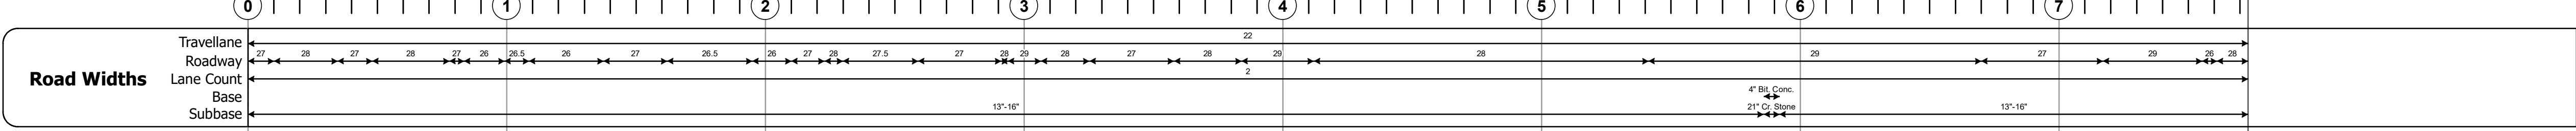 0 1 2 3 4 5 6 7
Road Widths
Travellane 22
Roadway 27 28 27 28 27 26 26.5 26 27 26.5 26 27 28 27.5 27 28 29 28 27 28 29 28 29 27 29 26 28
Lane Count 2
Base 4" Bit. Conc.
Subbase 13"-16" 21" Cr. Stone 13"-16"